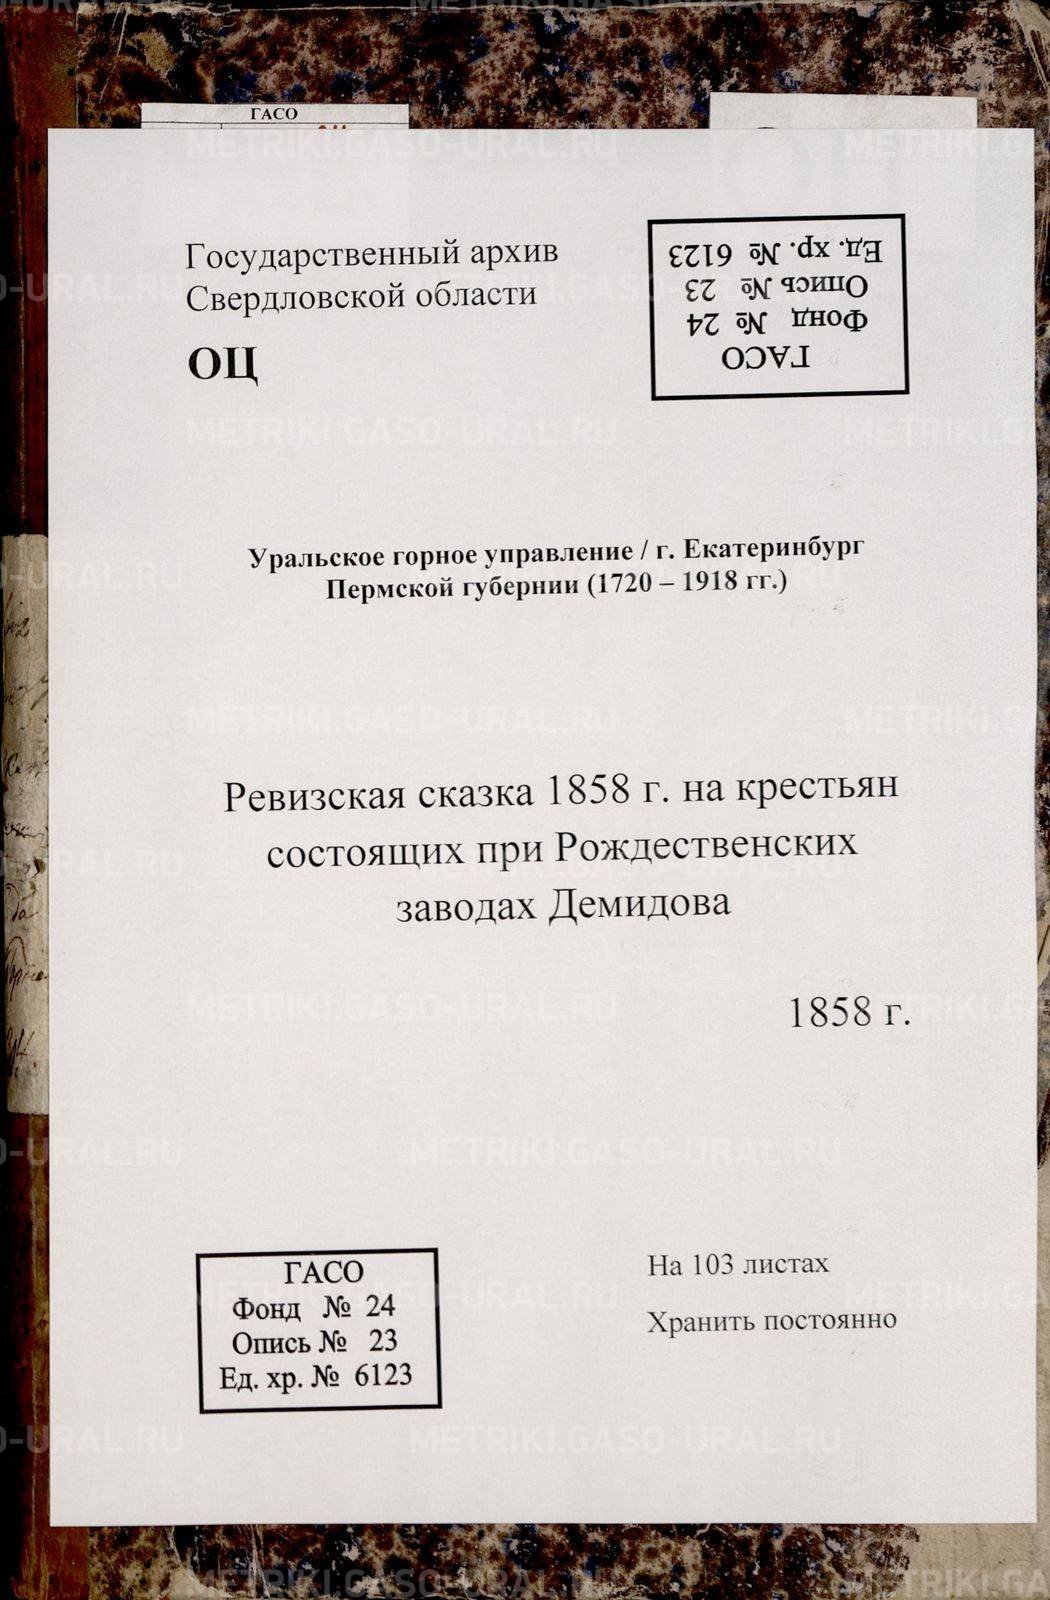 ГАСО
Государственный архив
Свердловской области
ОЦ
ГАСО
Фонд № 24
Опись № 23
Ед. хр. № 6123
Уральское горное управление / г. Екатеринбург
Пермской губернии (1720 – 1918 гг.)
Ревизская сказка 1858 г. на крестьян
состоящих при Рождественских
заводах Демидова
1858 г.
ГАСО
Фонд № 24
Опись № 23
Ед. хр. № 6123
На 103 листах
Хранить постоянно
METRIKI.GASO-URAL.RU